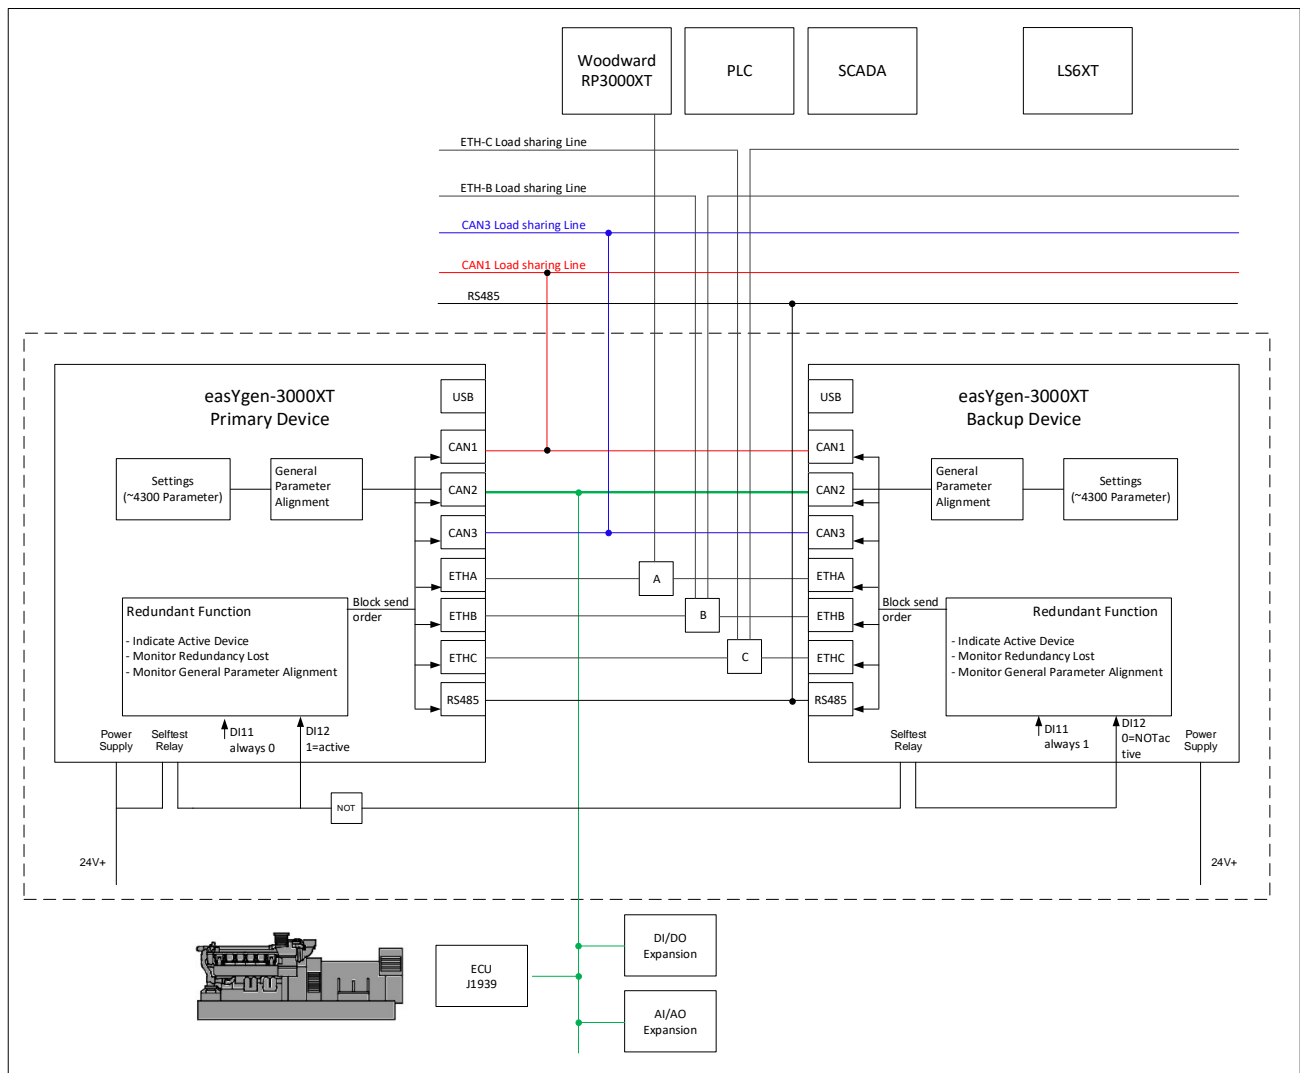 Woodward
RP3000XT
PLC
SCADA
LS6XT
ETH-C Load sharing Line
ETH-B Load sharing Line
CAN3 Load sharing Line
CAN1 Load sharing Line
RS485
easYgen-3000XT
Primary Device
USB
CAN1
CAN2
CAN3
ETHA
ETHB
ETHC
RS485
Settings
(~4300 Parameter)
General
Parameter
Alignment
Block send
order
Redundant Function
- Indicate Active Device
- Monitor Redundancy Lost
- Monitor General Parameter Alignment
DI11
always 0
DI12
1=active
Power
Supply
Selftest
Relay
24V+
A
B
C
NOT
easYgen-3000XT
Backup Device
USB
CAN1
CAN2
CAN3
ETHA
ETHB
ETHC
RS485
General
Parameter
Alignment
Settings
(~4300 Parameter)
Block send
order
Redundant Function
- Indicate Active Device
- Monitor Redundancy Lost
- Monitor General Parameter Alignment
Selftest
Relay
DI11
always 1
DI12
0=NOTac
tive
Power
Supply
24V+
ECU
J1939
DI/DO
Expansion
AI/AO
Expansion